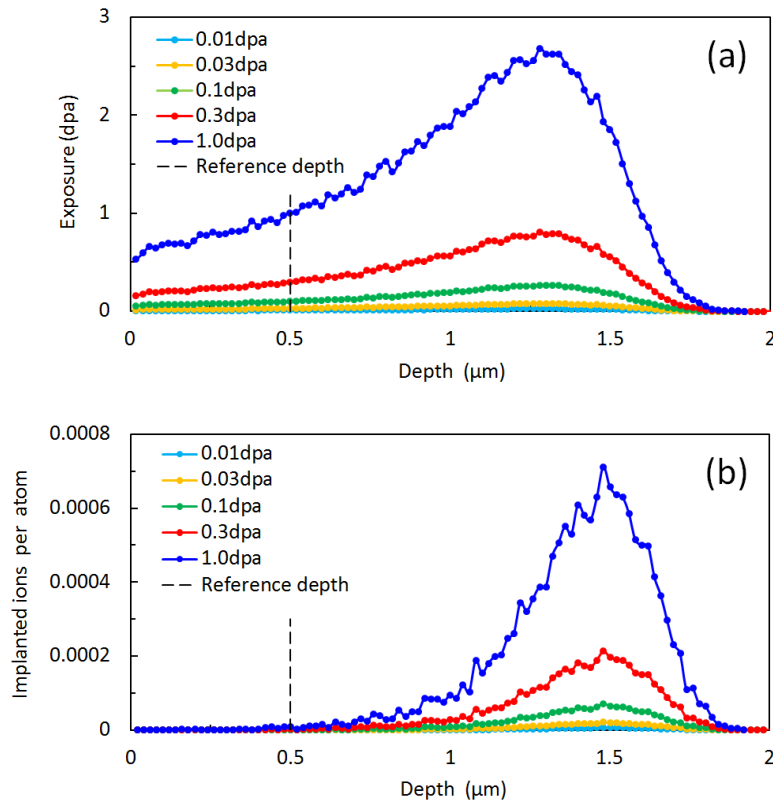 (a)
3
2
1
0
Exposure (dpa)
0.01dpa
0.03dpa
0.1dpa
0.3dpa
1.0dpa
Reference depth
0 0.5 1 1.5 2
Depth (μm)
(b)
0.0008
0.0006
0.0004
0.0002
0
Implanted ions per atom
0.01dpa
0.03dpa
0.1dpa
0.3dpa
1.0dpa
Reference depth
0 0.5 1 1.5 2
Depth (μm)